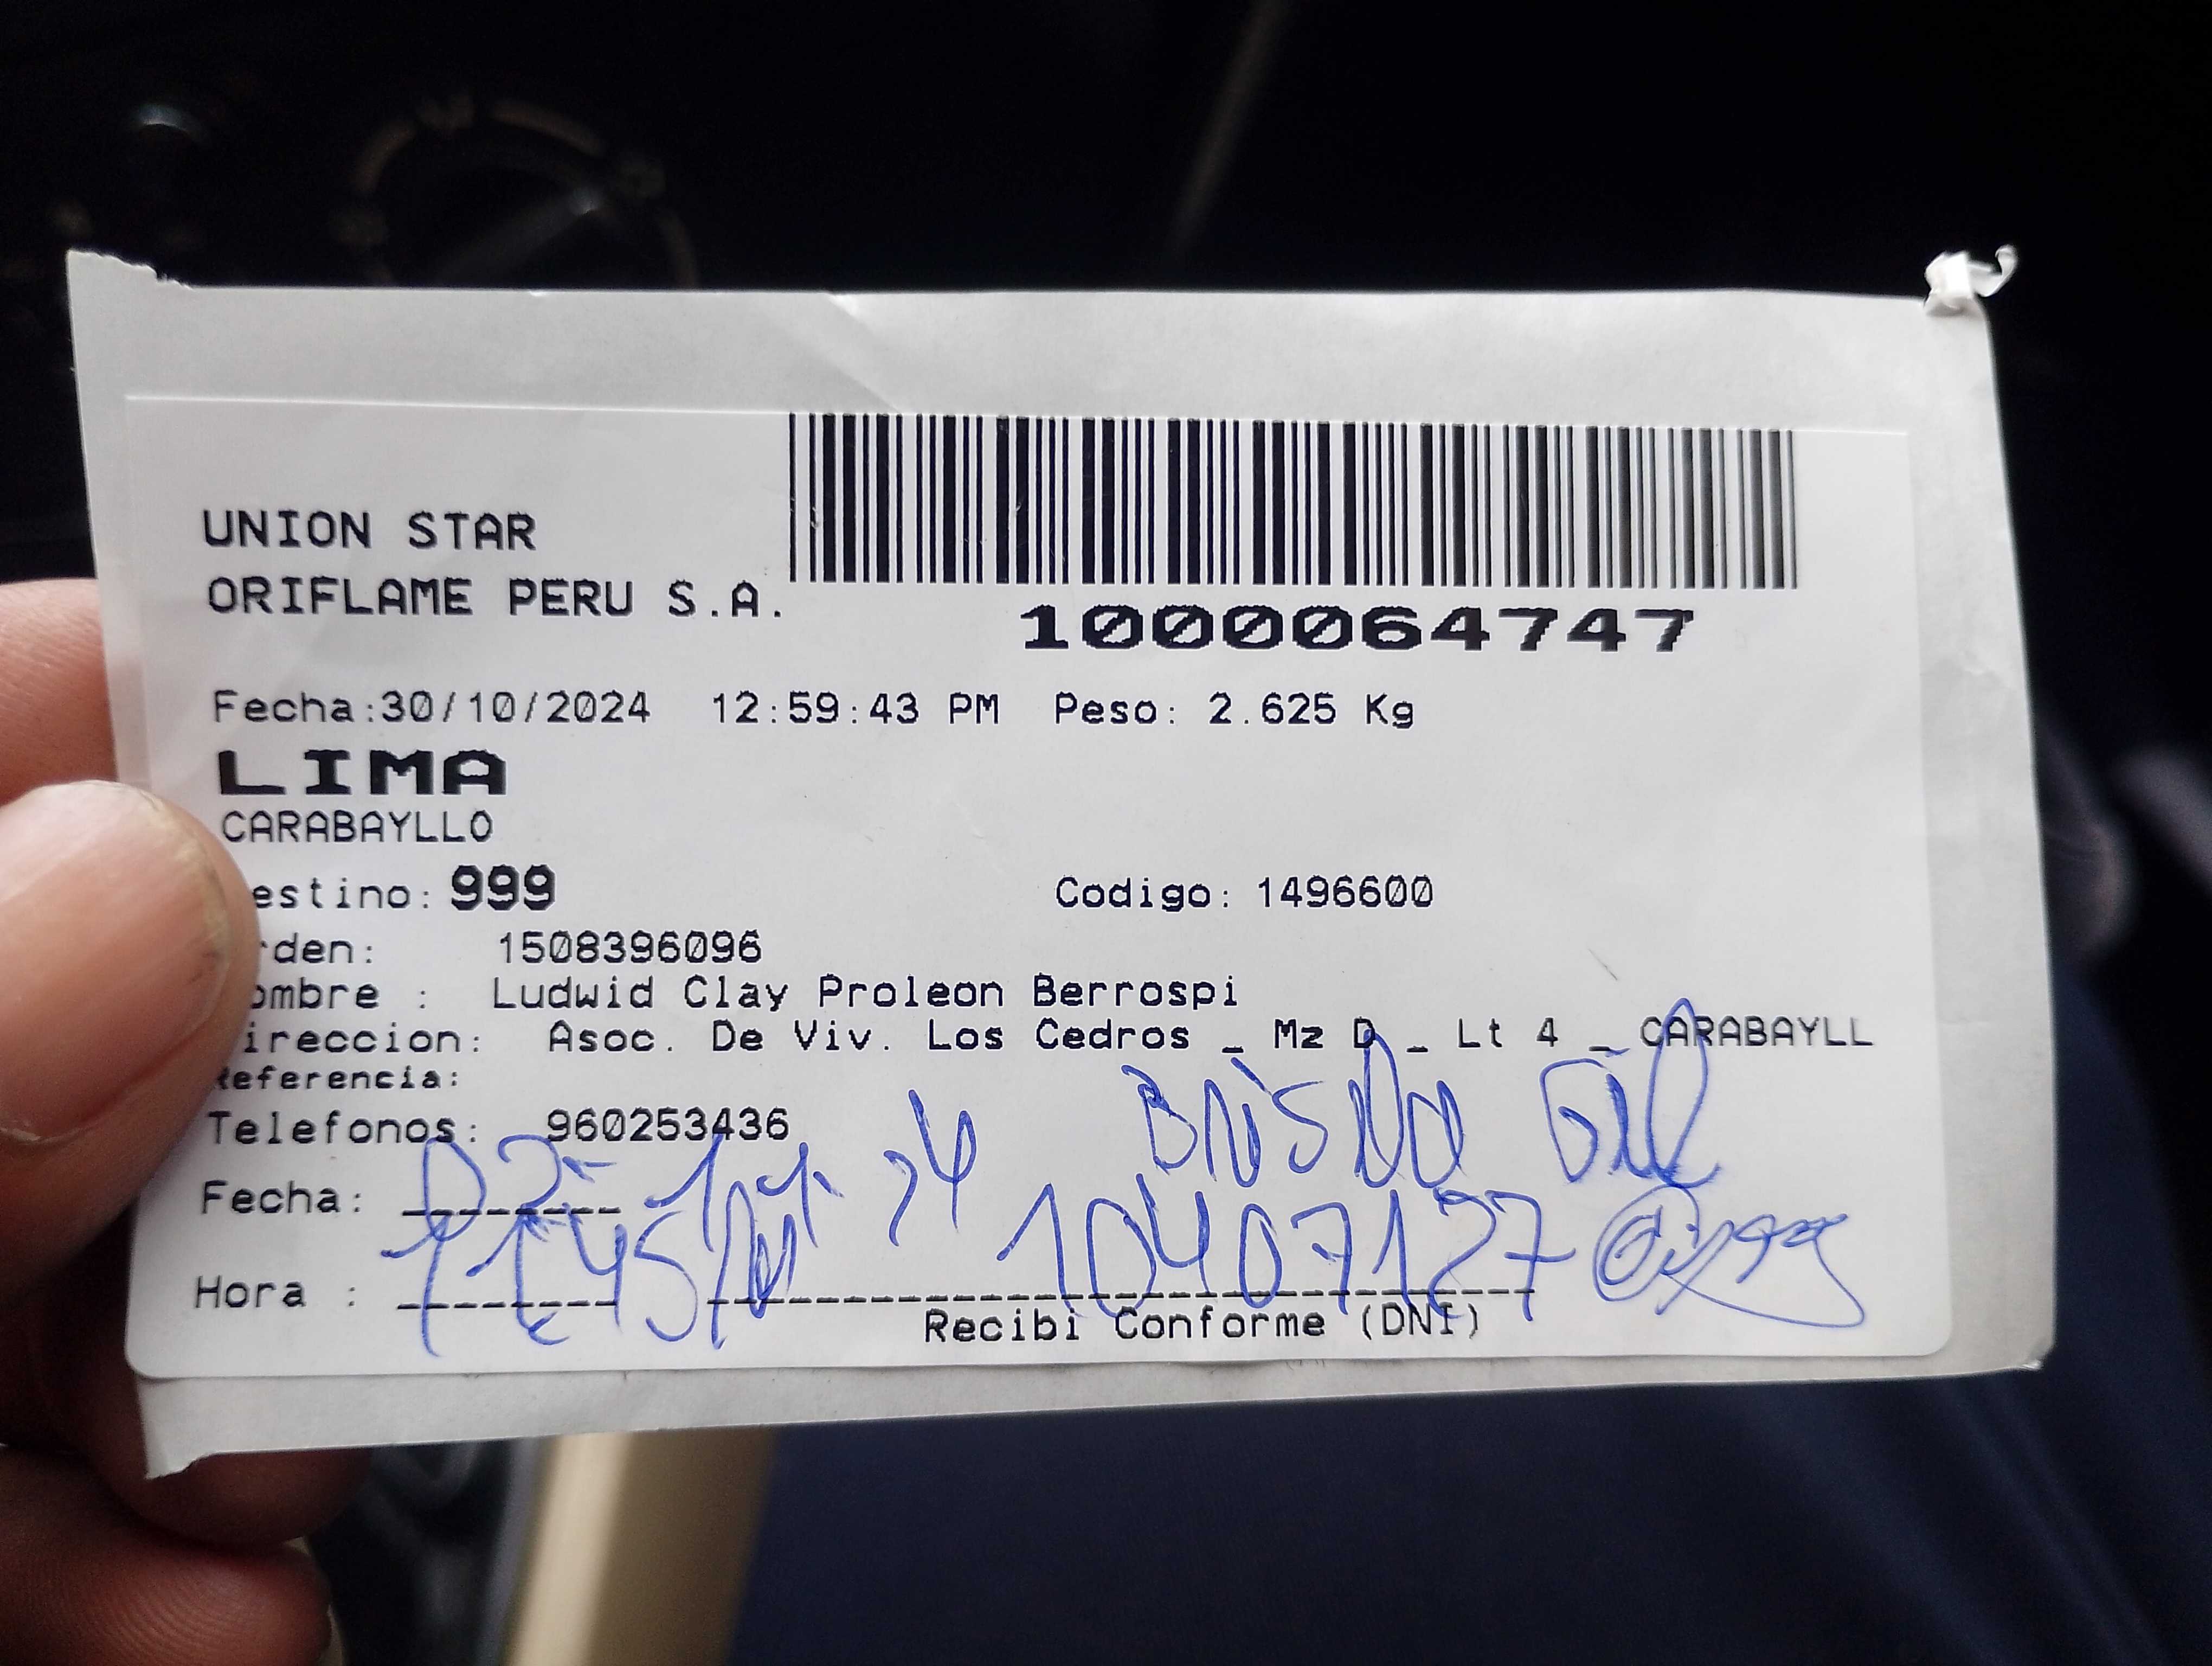 UNION STAR
ORIFLAME PERU S.A.
1000064747
Fecha:30/10/2024 12:59:43 PM Peso: 2.625 Kg
LIMA
CARABAYLLO
estino: 999 Codigo: 1496600
rden: 1508396096
ombre : Ludwid Clay Proleon Berrospi
ireccion: Asoc. De Viv. Los Cedros _ Mz D _ Lt 4 _ CARABAYLL
Referencia:
Telefonos: 960253436
Gil
Fecha: 24
Hora : 10407127
Recibi Conforme (DNI)